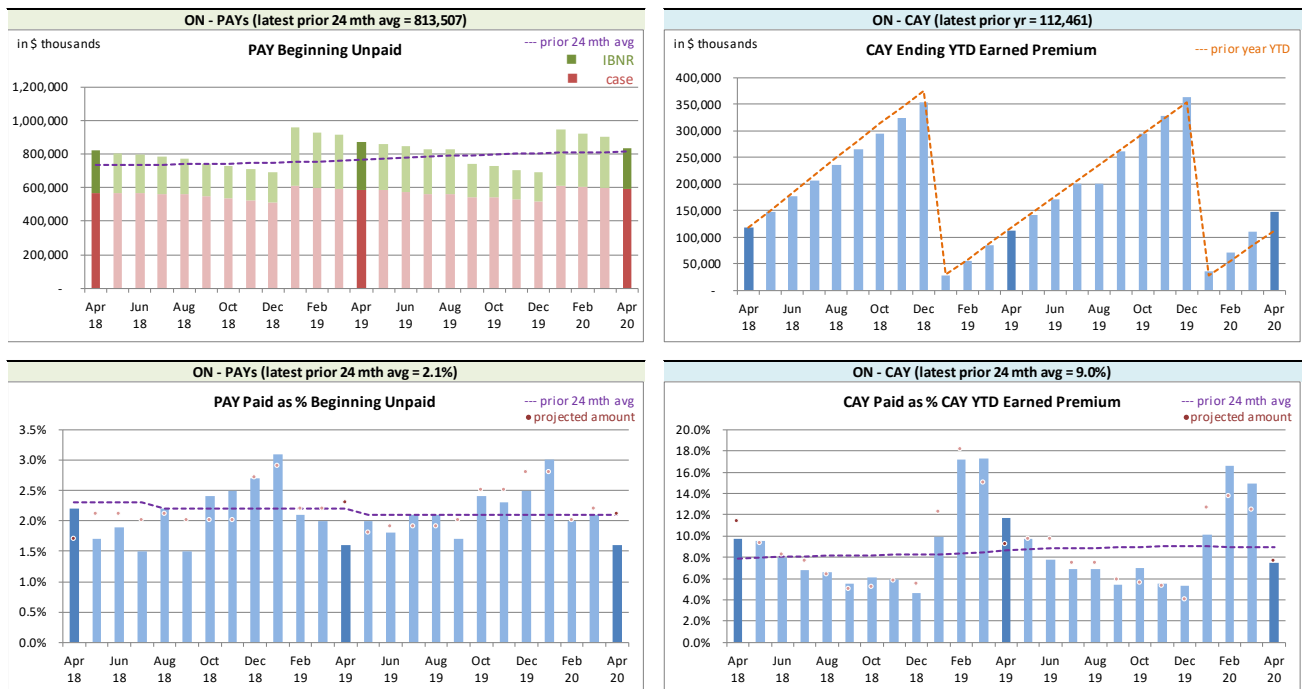 ON - PAYs (latest prior 24 mth avg = 813,507)
in $ thousands
PAY Beginning Unpaid
--- prior 24 mth avg
IBNR
case
1,200,000
1,000,000
800,000
600,000
400,000
200,000
-
Apr Jun Aug Oct Dec Feb Apr Jun Aug Oct Dec Feb Apr
18 18 18 18 18 19 19 19 19 19 19 20 20
ON - CAY (latest prior yr = 112,461)
in $ thousands
CAY Ending YTD Earned Premium
--- prior year YTD
400,000
350,000
300,000
250,000
200,000
150,000
100,000
50,000
-
Apr Jun Aug Oct Dec Feb Apr Jun Aug Oct Dec Feb Apr
18 18 18 18 18 19 19 19 19 19 19 20 20
ON - PAYs (latest prior 24 mth avg = 2.1%)
PAY Paid as % Beginning Unpaid
--- prior 24 mth avg
projected amount
3.5%
3.0%
2.5%
2.0%
1.5%
1.0%
0.5%
0.0%
Apr Jun Aug Oct Dec Feb Apr Jun Aug Oct Dec Feb Apr
18 18 18 18 18 19 19 19 19 19 19 20 20
ON - CAY (latest prior 24 mth avg = 9.0%)
CAY Paid as % CAY YTD Earned Premium
--- prior 24 mth avg
projected amount
20.0%
18.0%
16.0%
14.0%
12.0%
10.0%
8.0%
6.0%
4.0%
2.0%
0.0%
Apr Jun Aug Oct Dec Feb Apr Jun Aug Oct Dec Feb Apr
18 18 18 18 18 19 19 19 19 19 19 20 20